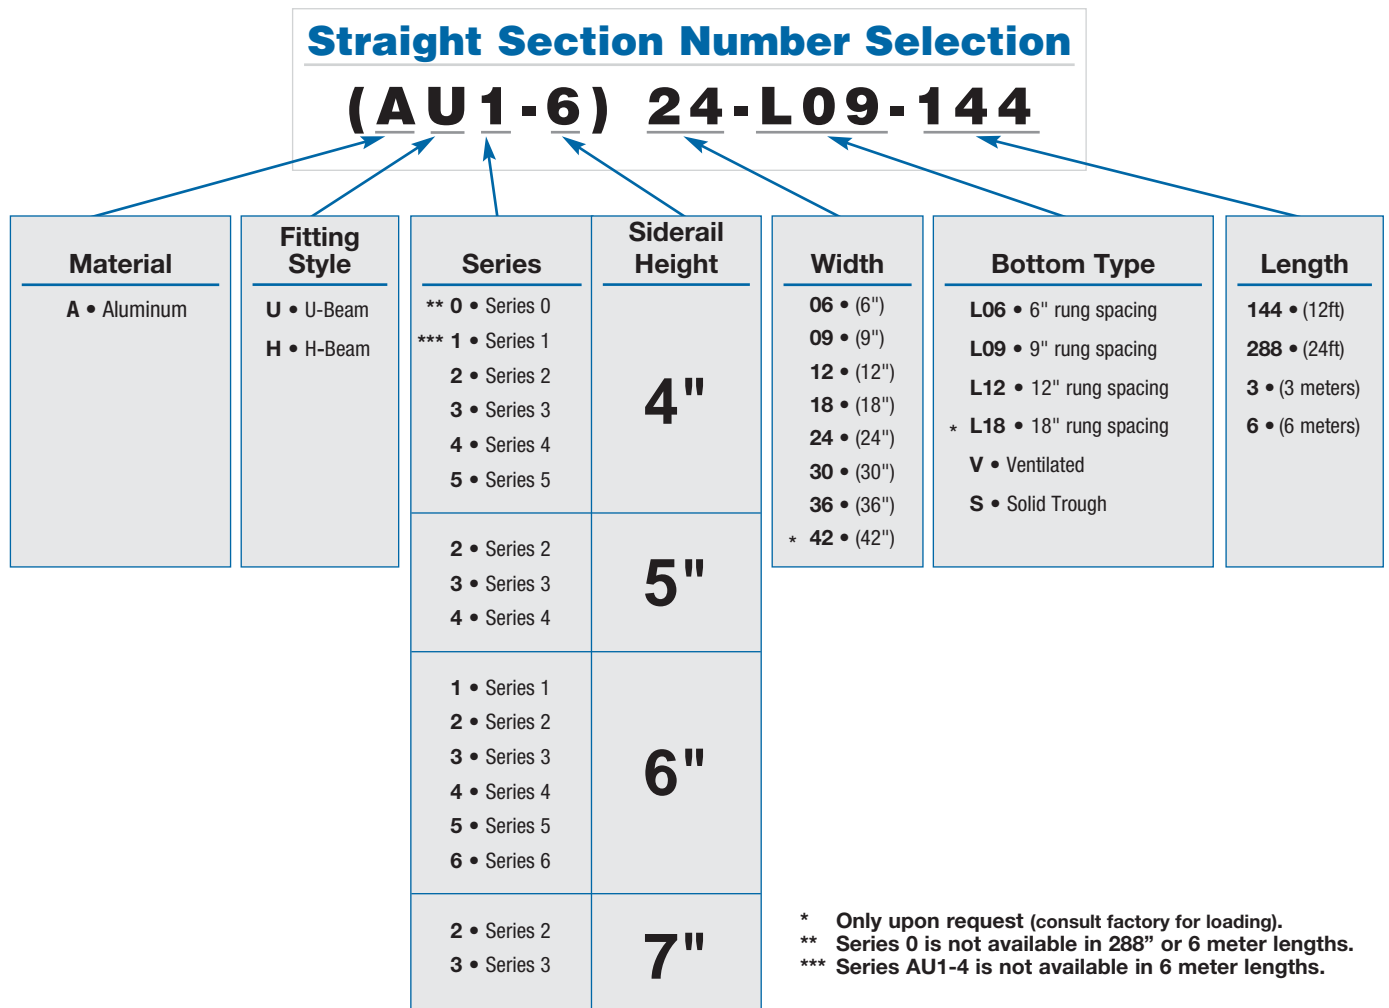 Straight Section Number Selection
(AU1-6) 24-L09-144
Material
A • Aluminum
Fitting
Style
U • U-Beam
H • H-Beam
Series
** 0 • Series 0
*** 1 • Series 1
2 • Series 2
3 • Series 3
4 • Series 4
5 • Series 5
Siderail
Height
4"
2 • Series 2
3 • Series 3
4 • Series 4
5"
1 • Series 1
2 • Series 2
3 • Series 3
4 • Series 4
5 • Series 5
6 • Series 6
6"
2 • Series 2
3 • Series 3
7"
Width
06 • (6")
09 • (9")
12 • (12")
18 • (18")
24 • (24")
30 • (30")
36 • (36")
* 42 • (42")
Bottom Type
L06 • 6" rung spacing
L09 • 9" rung spacing
L12 • 12" rung spacing
* L18 • 18" rung spacing
V • Ventilated
S • Solid Trough
Length
144 • (12ft)
288 • (24ft)
3 • (3 meters)
6 • (6 meters)
* Only upon request (consult factory for loading).
** Series 0 is not available in 288” or 6 meter lengths.
*** Series AU1-4 is not available in 6 meter lengths.